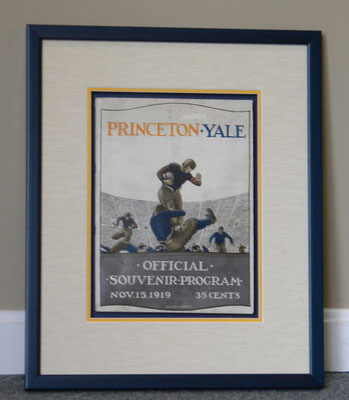 PRINCETON·YALE
·OFFICIAL·
·SOUVENIR·PROGRAM·
NOV.15.1919 35 CENTS